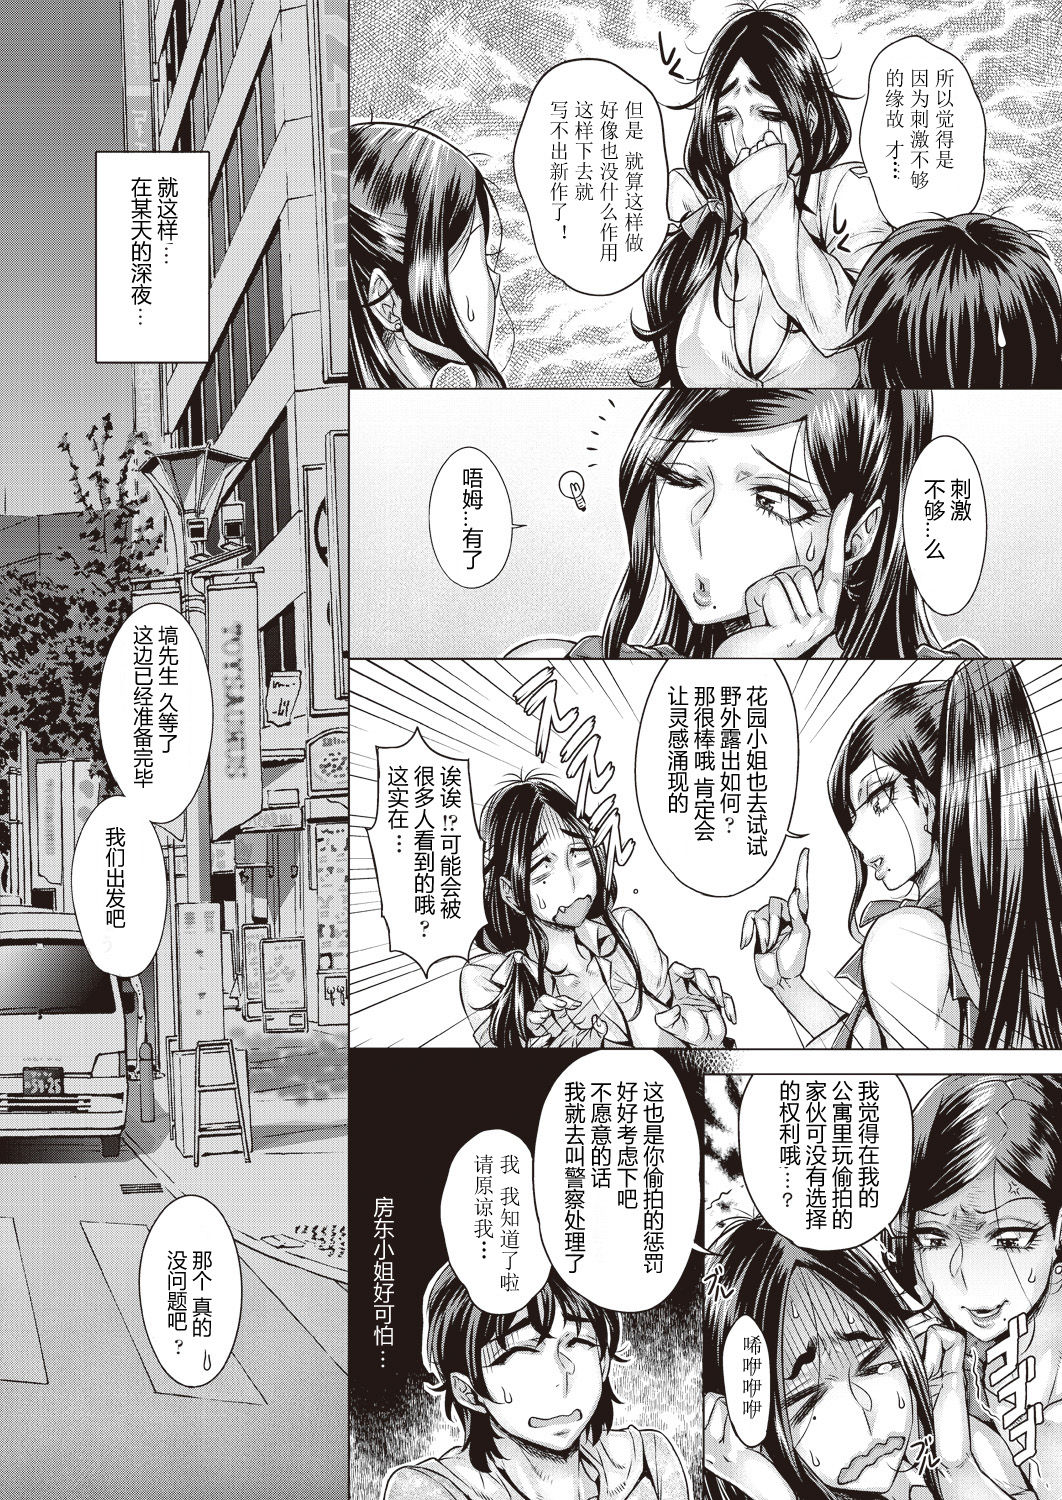 所以觉得是
因为刺激不够
的缘故 才…
但是 就算这样做
好像也没什么作用
这样下去就
写不出新作了！
刺激
不够…么
唔姆…有了
花园小姐也去试试
野外露出如何？
那很棒哦 肯定会
让灵感涌现的
诶诶!?可能会被
很多人看到的哦？
这实在…
我觉得在我的
公寓里玩偷拍的
家伙可没有选择
的权利哦…？
唏咿咿咿
ブル
ブル
ゴゴゴ
这也是你偷拍的惩罚
好好考虑下吧
不愿意的话
我就去叫警察处理了
我 我知道了啦
请原谅我…
房东小姐好可怕…
就这样…
在某天的深夜…
塙先生 久等了
这边已经准备完毕
我们出发吧
那个 真的
没问题吧？